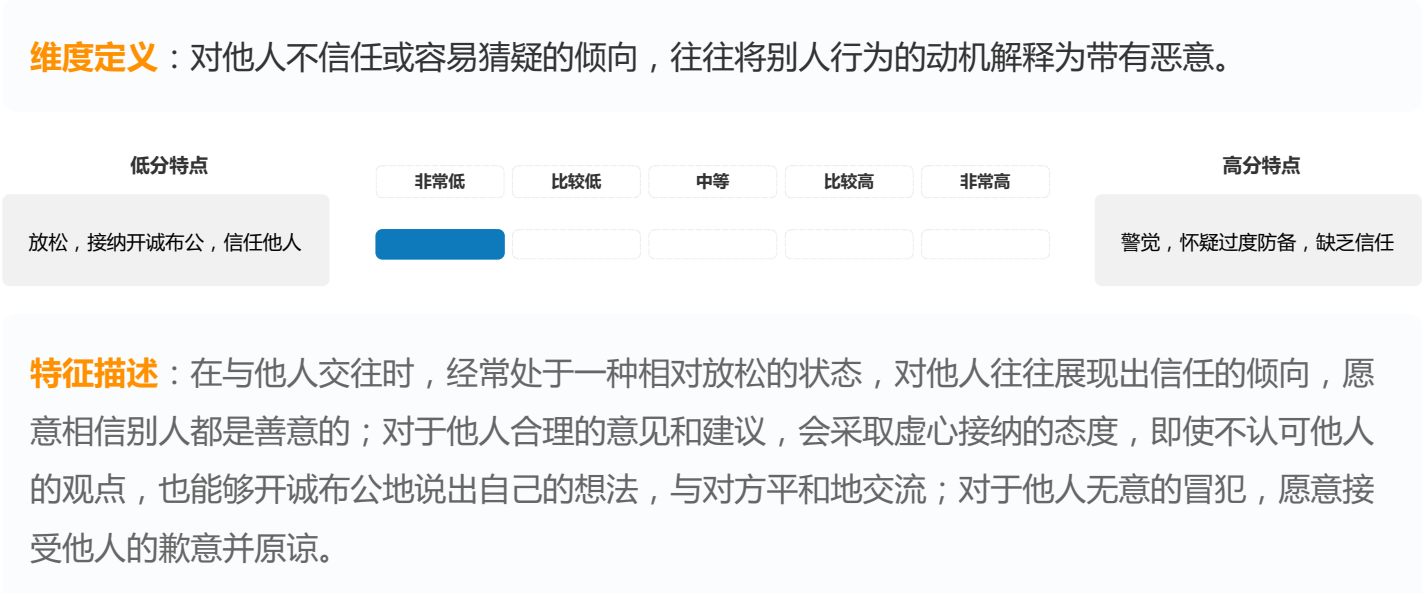 维度定义：对他人不信任或容易猜疑的倾向，往往将别人行为的动机解释为带有恶意。
低分特点
非常低 比较低 中等 比较高 非常高
高分特点
放松，接纳开诚布公，信任他人
警觉，怀疑过度防备，缺乏信任
特征描述：在与他人交往时，经常处于一种相对放松的状态，对他人往往展现出信任的倾向，愿
意相信别人都是善意的；对于他人合理的意见和建议，会采取虚心接纳的态度，即使不认可他人
的观点，也能够开诚布公地说出自己的想法，与对方平和地交流；对于他人无意的冒犯，愿意接
受他人的歉意并原谅。